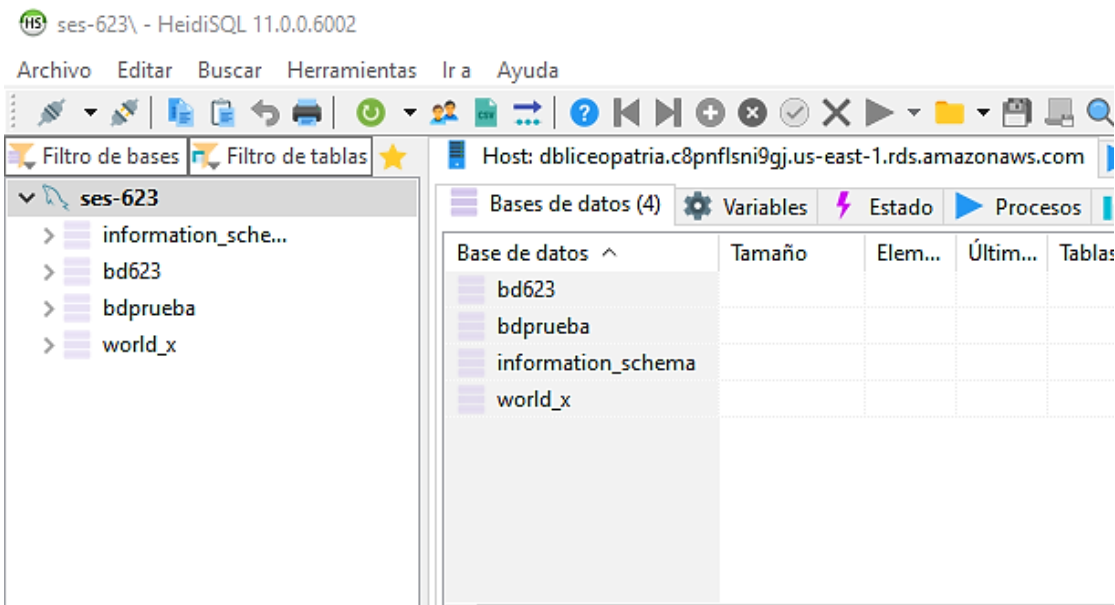 HS ses-623\ - HeidiSQL 11.0.0.6002
Archivo Editar Buscar Herramientas Ir a Ayuda
CSV
Filtro de bases Filtro de tablas
ses-623
information_sche...
bd623
bdprueba
world_x
Host: dbliceopatria.c8pnflsni9gj.us-east-1.rds.amazonaws.com
Bases de datos (4) Variables Estado Procesos
Base de datos Tamaño Elem... Últim... Tablas
bd623
bdprueba
information_schema
world_x